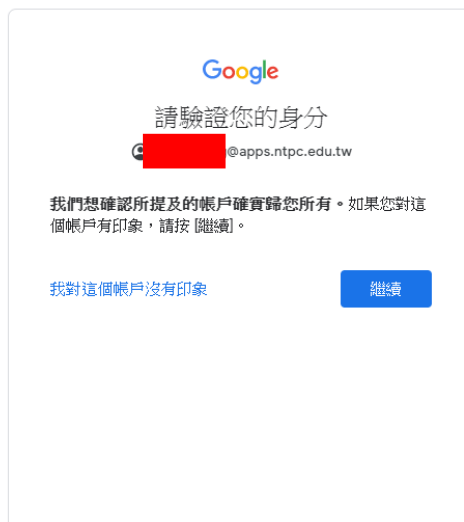 Google
請驗證您的身分
@apps.ntpc.edu.tw
我們想確認所提及的帳戶確實歸您所有。如果您對這
個帳戶有印象，請按 [繼續]。
我對這個帳戶沒有印象
繼續